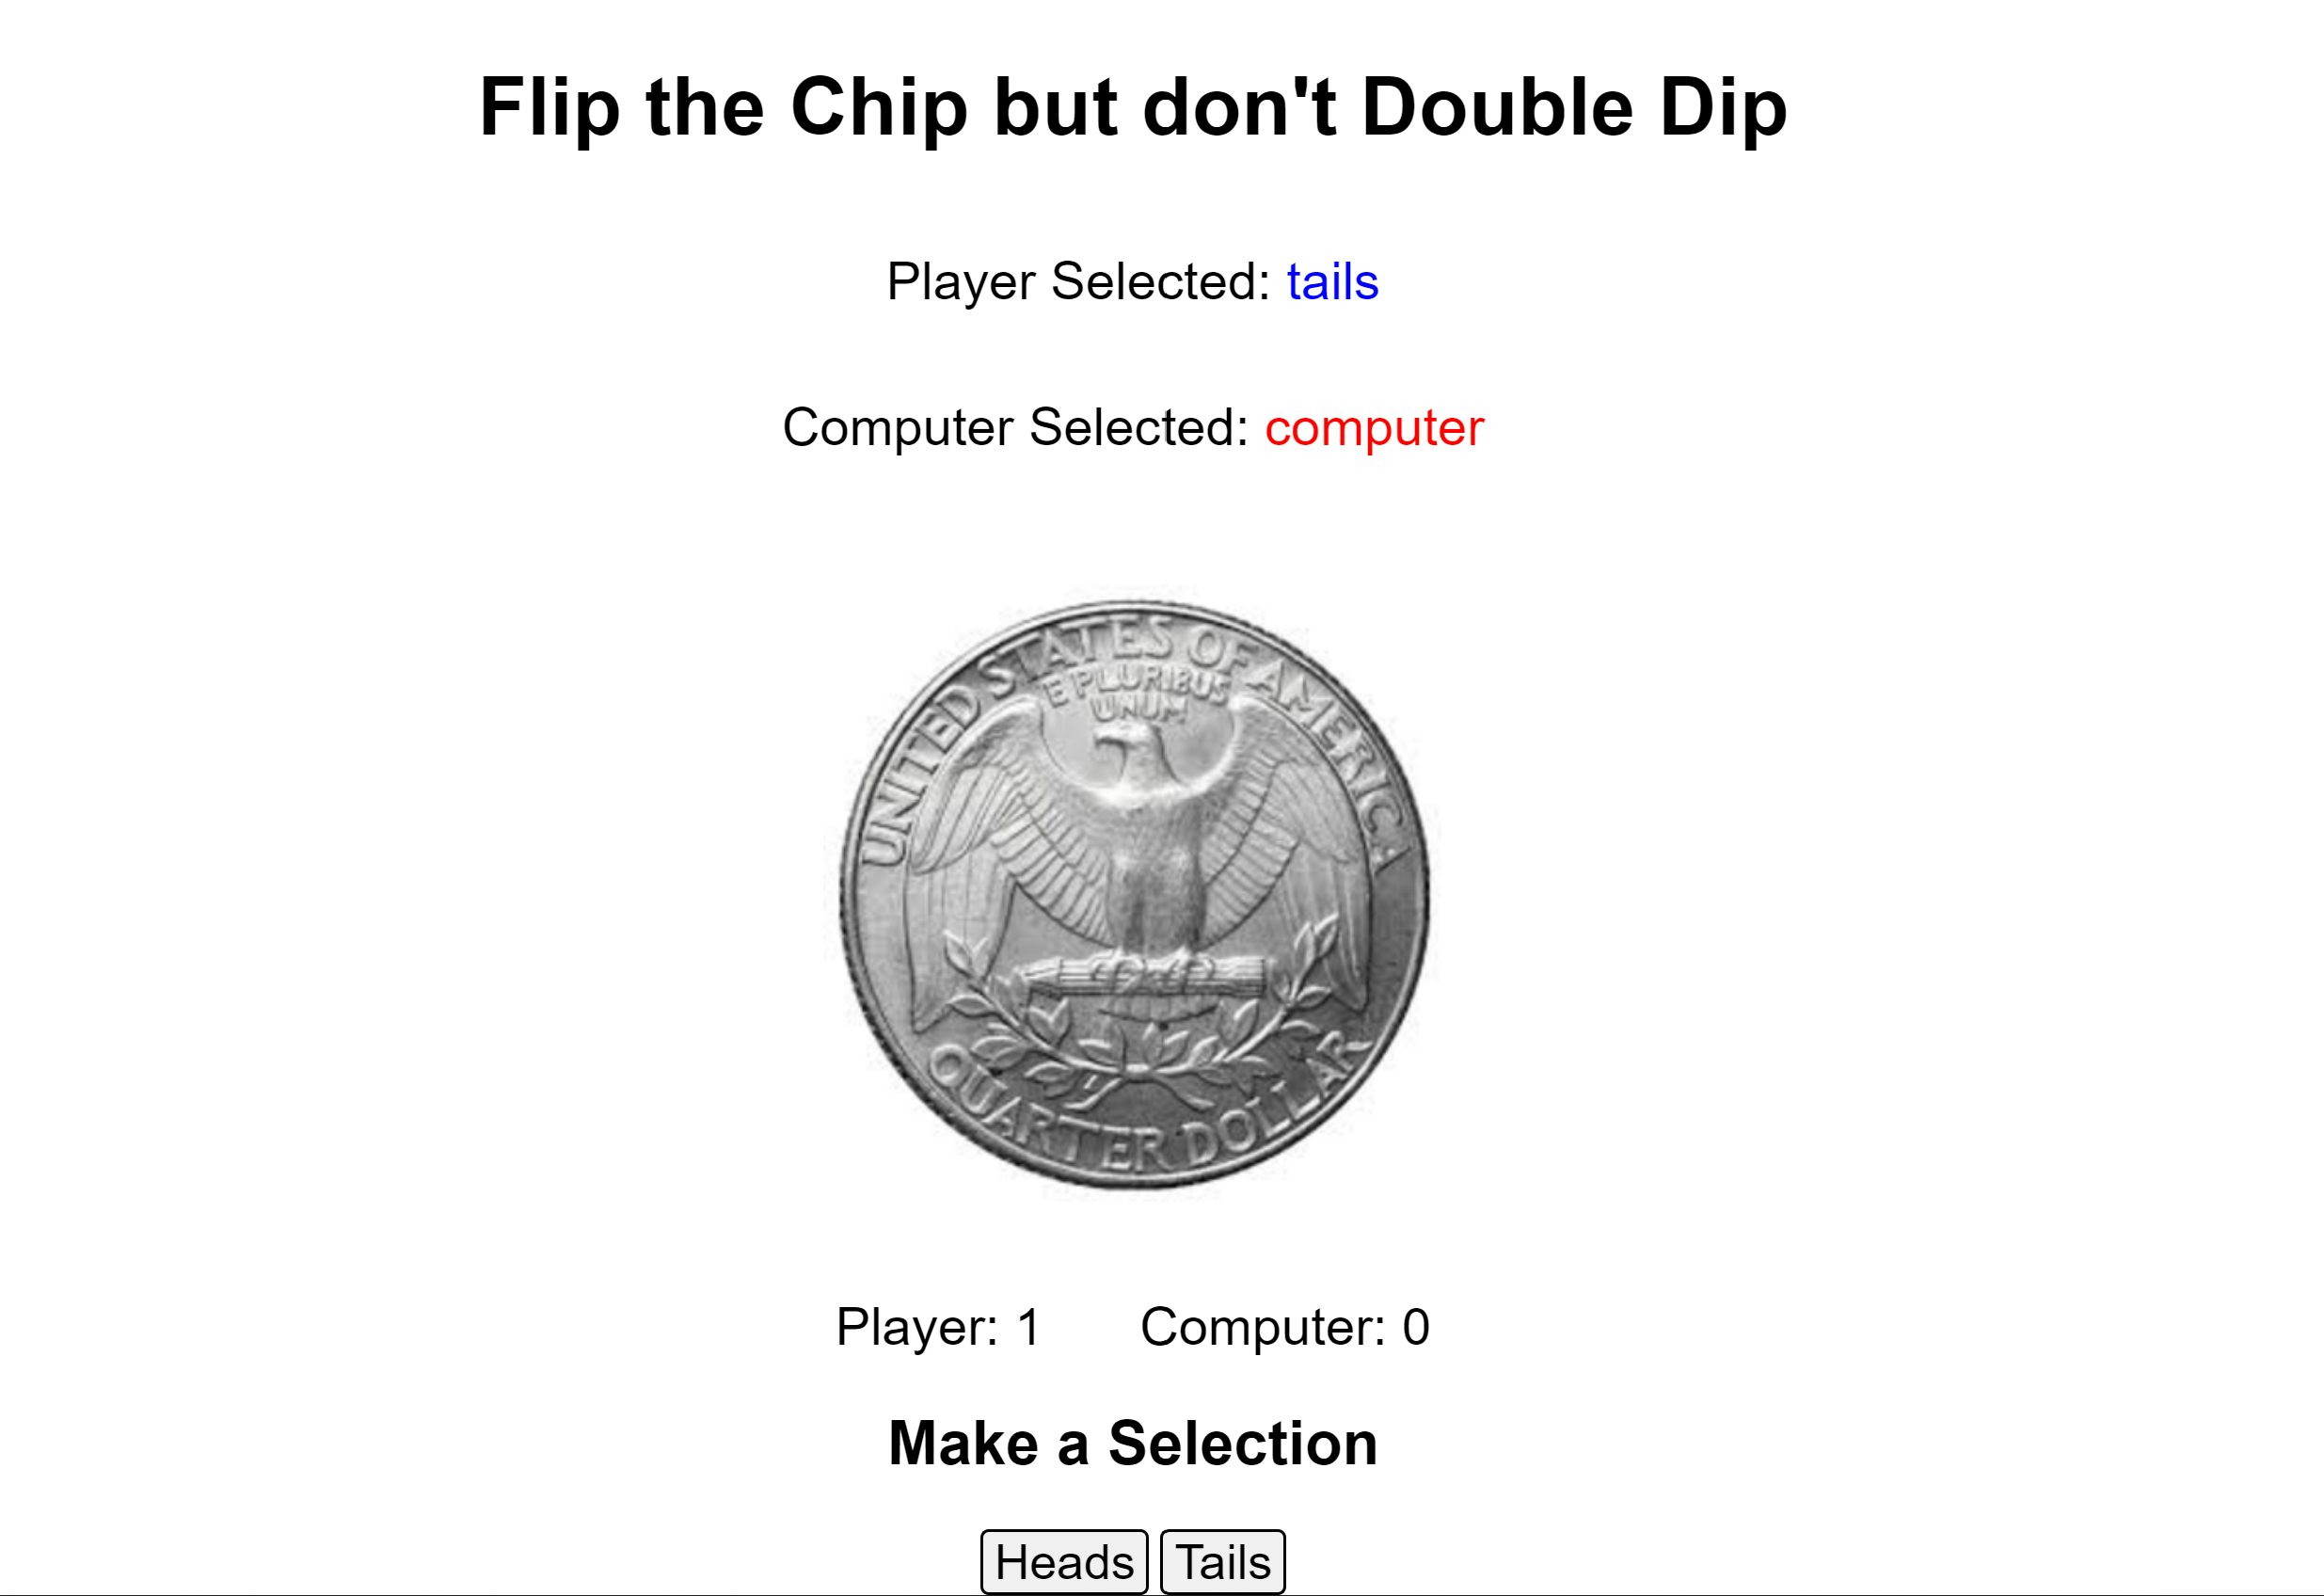 Flip the Chip but don't Double Dip
Player Selected: tails
Computer Selected: computer
UNITED STATES OF AMERICA
E PLURIBUS
UNUM
QUARTER DOLLAR
Player: 1 Computer: 0
Make a Selection
Heads Tails